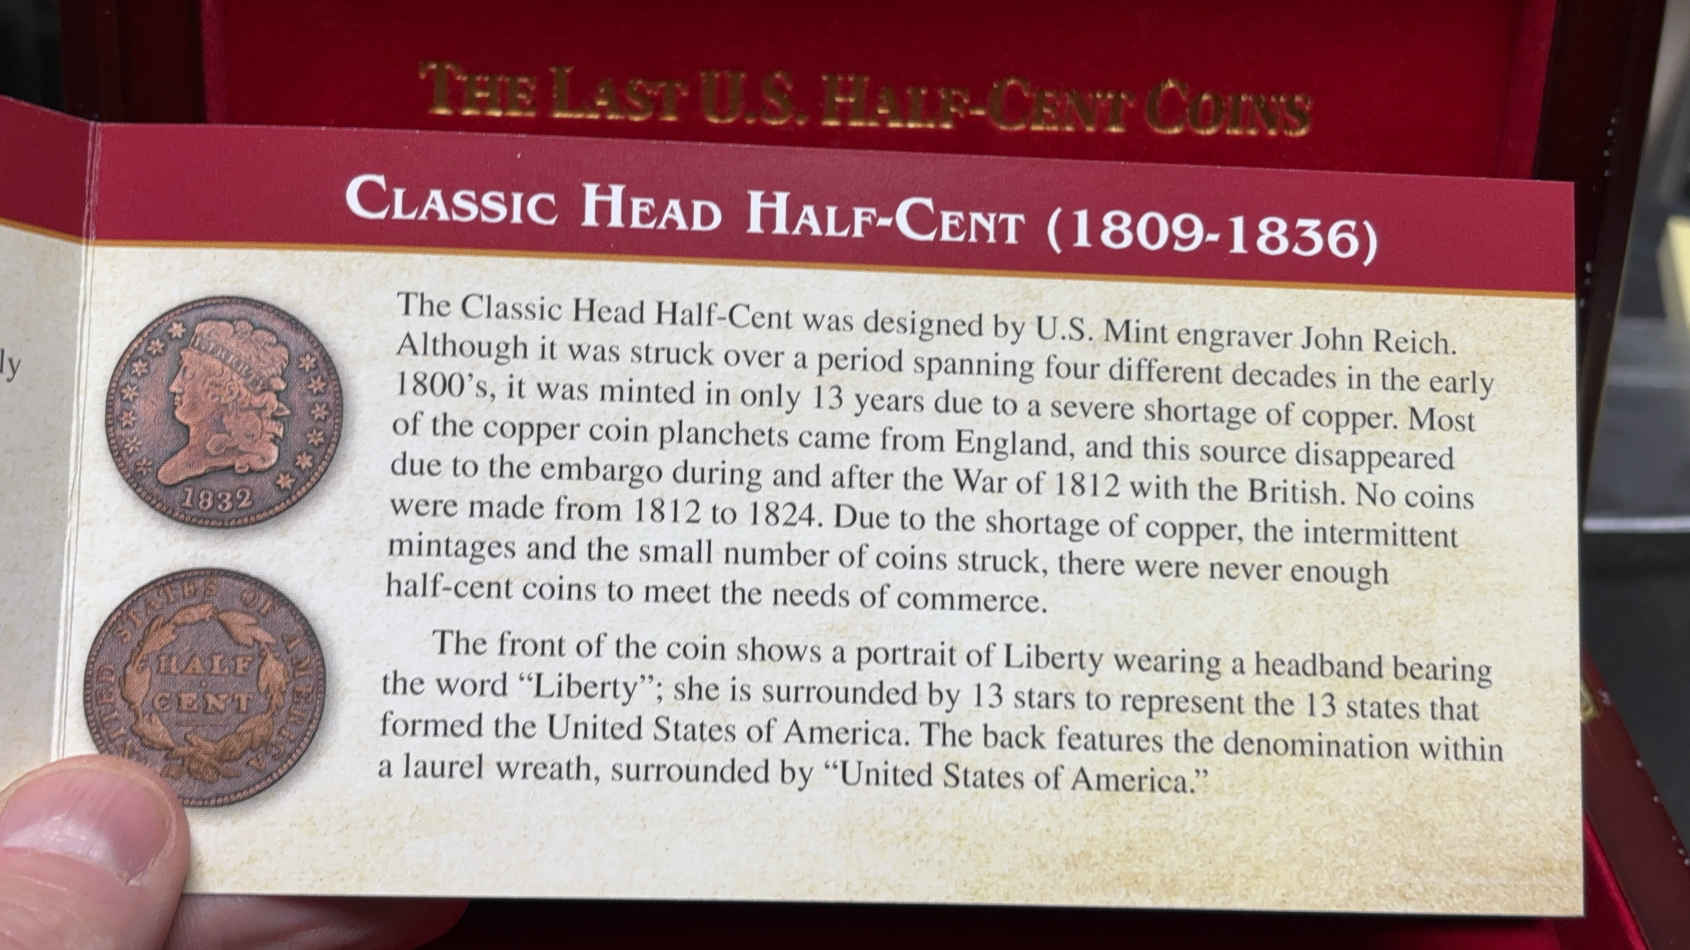 THE LAST U.S. HALF-CENT COINS
CLASSIC HEAD HALF-CENT (1809-1836)
The Classic Head Half-Cent was designed by U.S. Mint engraver John Reich.
Although it was struck over a period spanning four different decades in the early
1800's, it was minted in only 13 years due to a severe shortage of copper. Most
of the copper coin planchets came from England, and this source disappeared
due to the embargo during and after the War of 1812 with the British. No coins
were made from 1812 to 1824. Due to the shortage of copper, the intermittent
mintages and the small number of coins struck, there were never enough
half-cent coins to meet the needs of commerce.
The front of the coin shows a portrait of Liberty wearing a headband bearing
the word “Liberty”; she is surrounded by 13 stars to represent the 13 states that
formed the United States of America. The back features the denomination within
a laurel wreath, surrounded by “United States of America.”
ly
LIBERTY
1832
UNITED STATES OF AMERICA
HALF
CENT